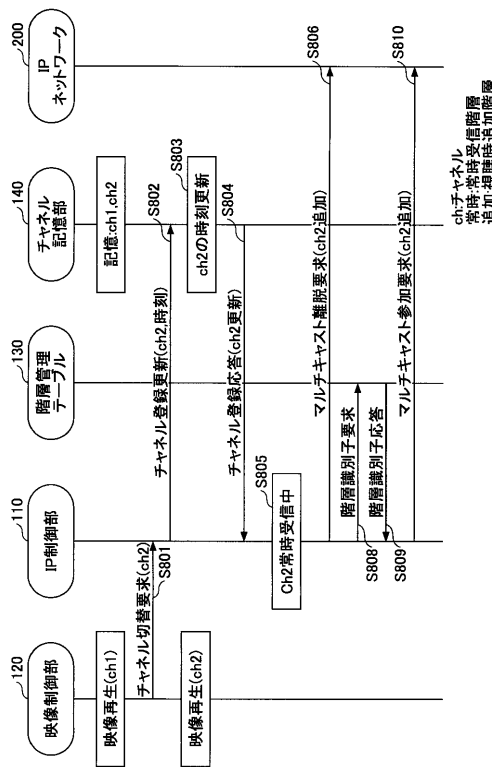 120
映像制御部
110
IP制御部
130
階層管理
テーブル
140
チャネル
記憶部
200
IP
ネットワーク
映像再生(ch1)
記憶:ch1,ch2
チャネル切替要求(ch2)
S801
チャネル登録更新(ch2,時刻)
S802
映像再生(ch2)
ch2の時刻更新
S803
チャネル登録応答(ch2更新)
S804
Ch2常時受信中
S805
マルチキャスト離脱要求(ch2追加)
S806
階層識別子要求
S808
階層識別子応答
S809
マルチキャスト参加要求(ch2追加)
S810
ch:チャネル
常時:常時受信階層
追加:視聴時追加階層